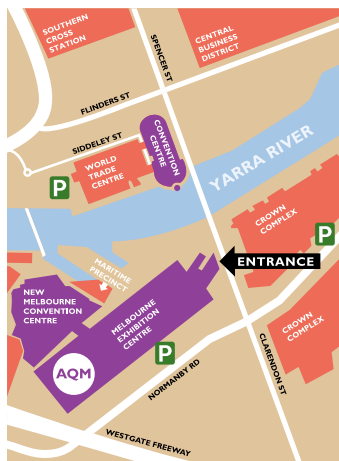 SOUTHERN
CROSS
STATION
SPENCER ST
CENTRAL
BUSINESS
DISTRICT
FLINDERS ST
SIDDELEY ST
CONVENTION
CENTRE
WORLD
TRADE
CENTRE
P
YARRA RIVER
CROWN
COMPLEX
P
MARITIME
PRECINCT
ENTRANCE
NEW
MELBOURNE
CONVENTION
CENTRE
MELBOURNE
EXHIBITION
CENTRE
CROWN
COMPLEX
P
AQM
NORMANBY RD
CLARENDON ST
WESTGATE FREEWAY